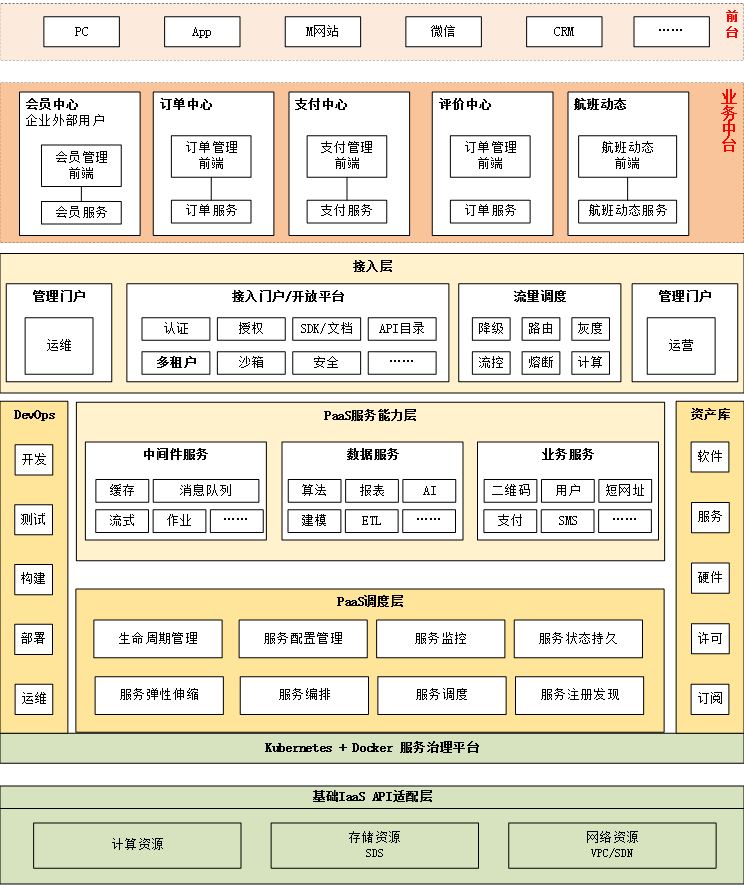 前台
PC
App
M网站
微信
CRM
……
业务中台
会员中心
企业外部用户
会员管理
前端
会员服务
订单中心
订单管理
前端
订单服务
支付中心
支付管理
前端
支付服务
评价中心
订单管理
前端
订单服务
航班动态
航班动态
前端
航班动态服务
接入层
管理门户
运维
接入门户/开放平台
认证
授权
SDK/文档
API目录
多租户
沙箱
安全
……
流量调度
降级
路由
灰度
流控
熔断
计算
管理门户
运营
DevOps
开发
测试
构建
部署
运维
PaaS服务能力层
中间件服务
缓存
消息队列
流式
作业
……
数据服务
算法
报表
AI
建模
ETL
……
业务服务
二维码
用户
短网址
支付
SMS
……
资产库
软件
服务
硬件
许可
订阅
PaaS调度层
生命周期管理
服务配置管理
服务监控
服务状态持久
服务弹性伸缩
服务编排
服务调度
服务注册发现
Kubernetes + Docker 服务治理平台
基础IaaS API适配层
计算资源
存储资源
SDS
网络资源
VPC/SDN